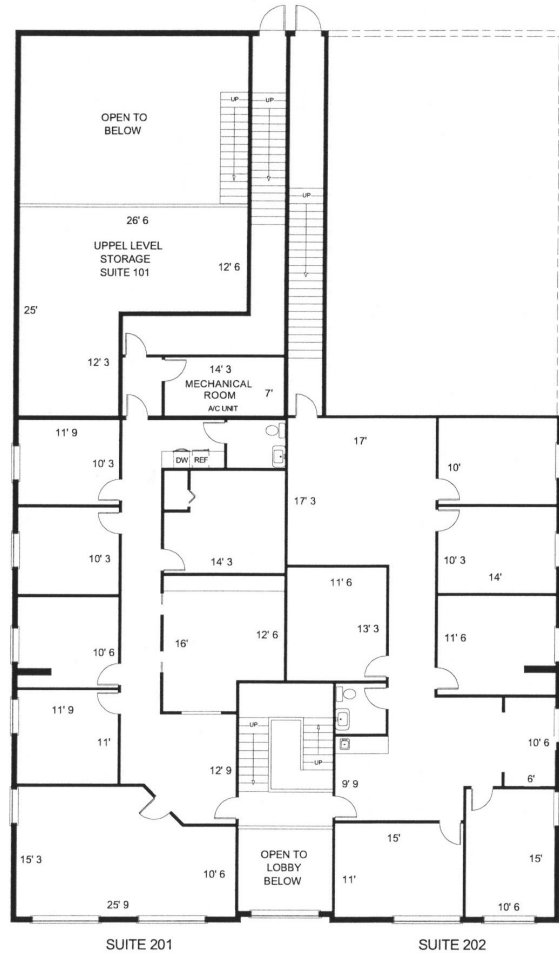 UP
UP
OPEN TO
BELOW
UP
26' 6
UPPEL LEVEL
STORAGE
SUITE 101
12' 6
25'
12' 3
14' 3
MECHANICAL
ROOM
7'
A/C UNIT
11' 9
17'
10' 3
DW
REF
10'
17' 3
10' 3
14' 3
10' 3
14'
11' 6
16'
12' 6
13' 3
11' 6
10' 6
11' 9
11'
UP
UP
12' 9
9' 9
10' 6
6'
15' 3
10' 6
25' 9
OPEN TO
LOBBY
BELOW
15'
11'
15'
10' 6
SUITE 201
SUITE 202